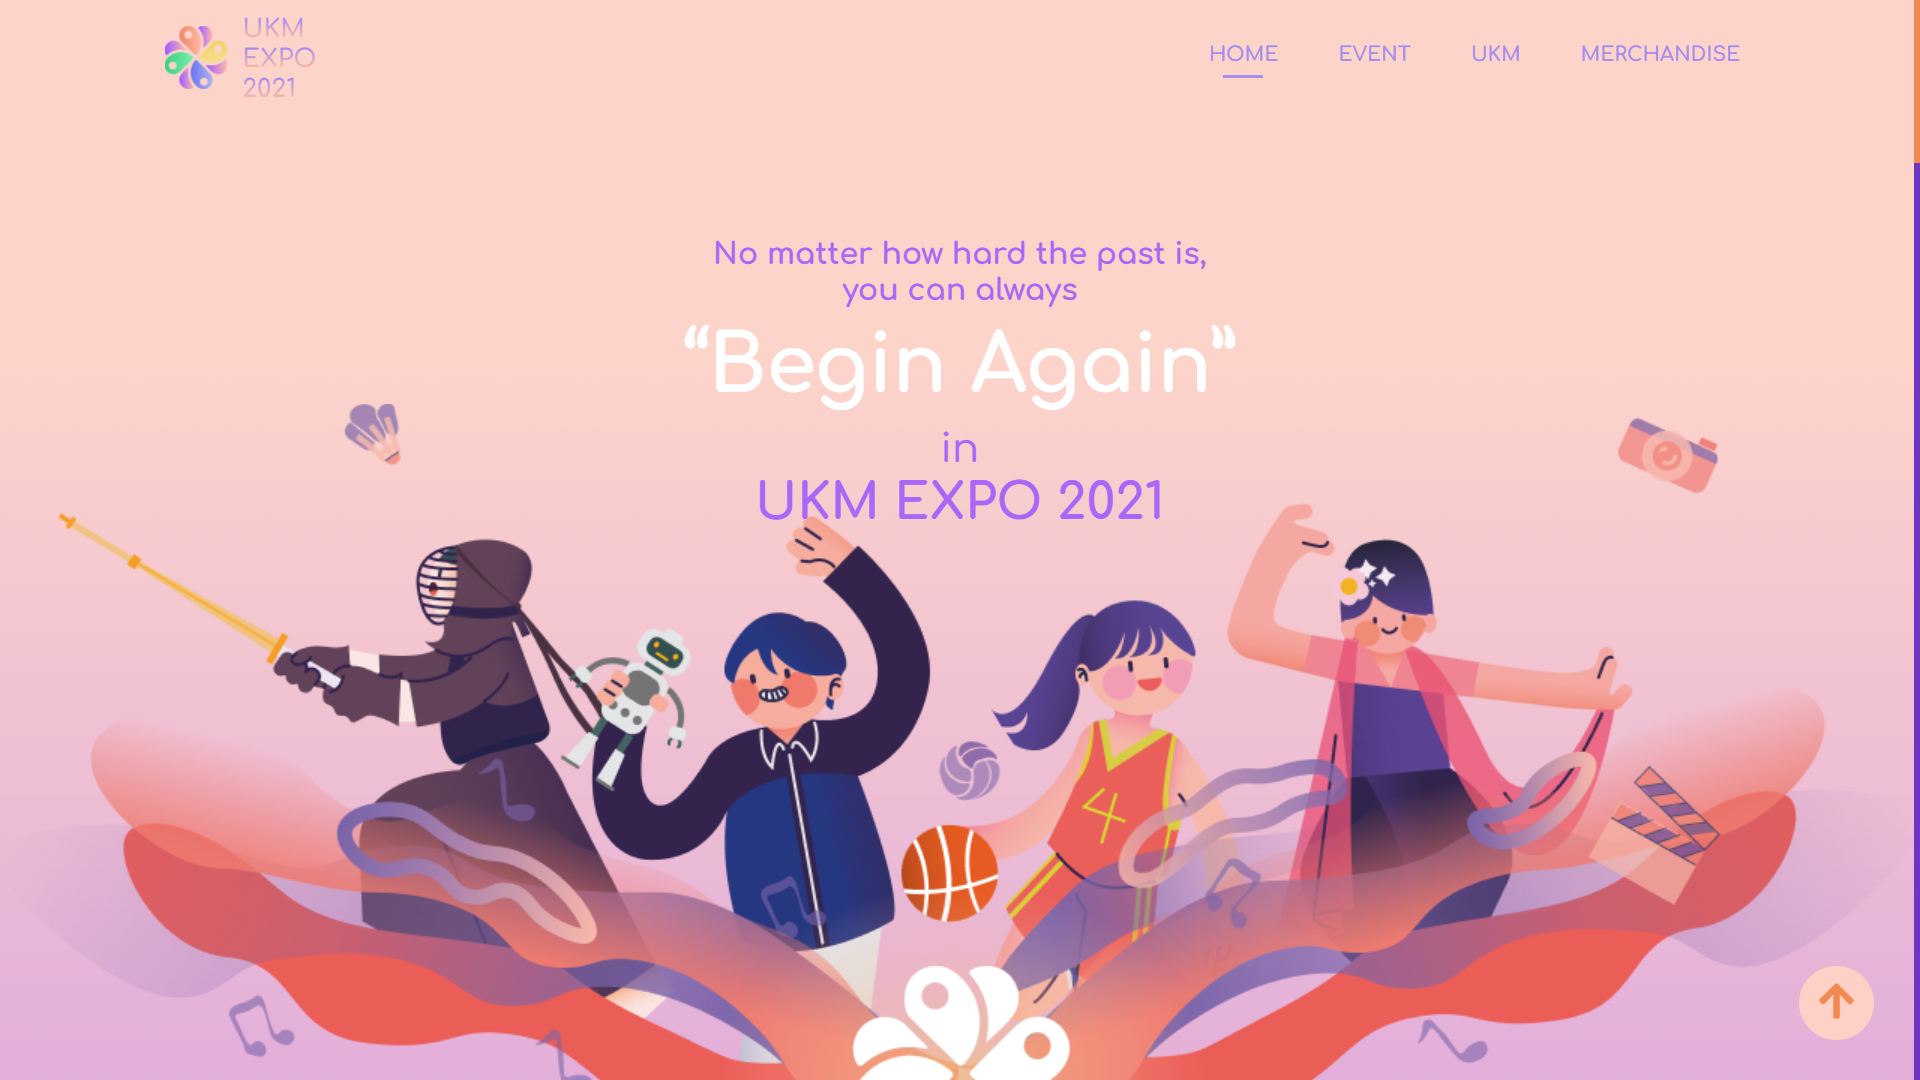 UKM
EXPO
2021
HOME EVENT UKM MERCHANDISE
No matter how hard the past is,
you can always
“Begin Again”
in
UKM EXPO 2021
4